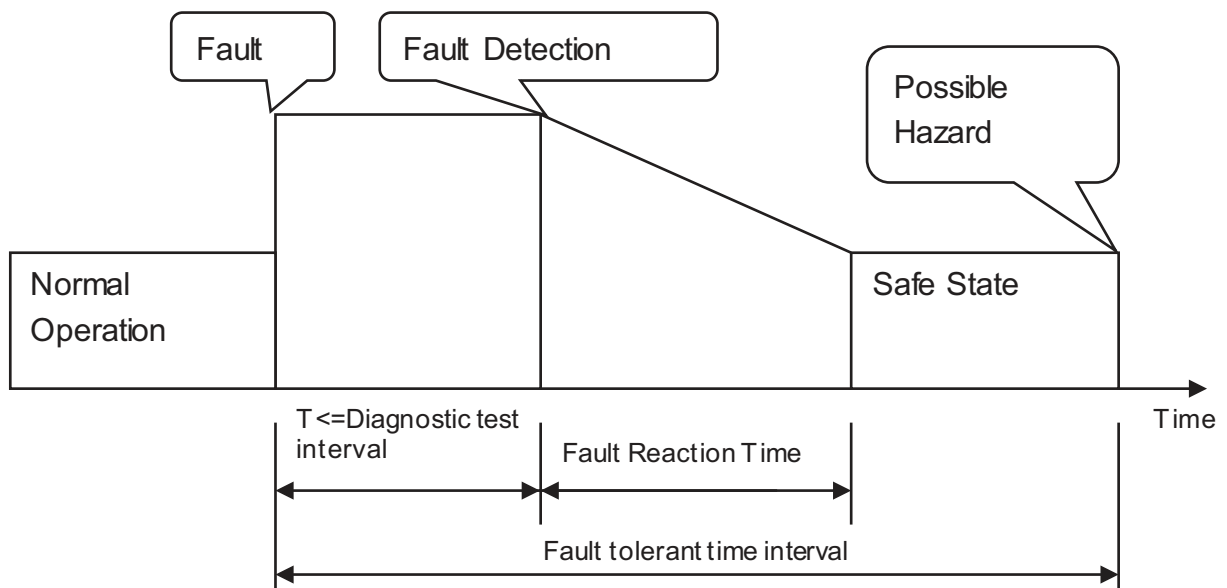 Fault
Fault Detection
Possible
Hazard
Normal
Operation
Safe State
T<=Diagnostic test
interval
Time
Fault Reaction Time
Fault tolerant time interval